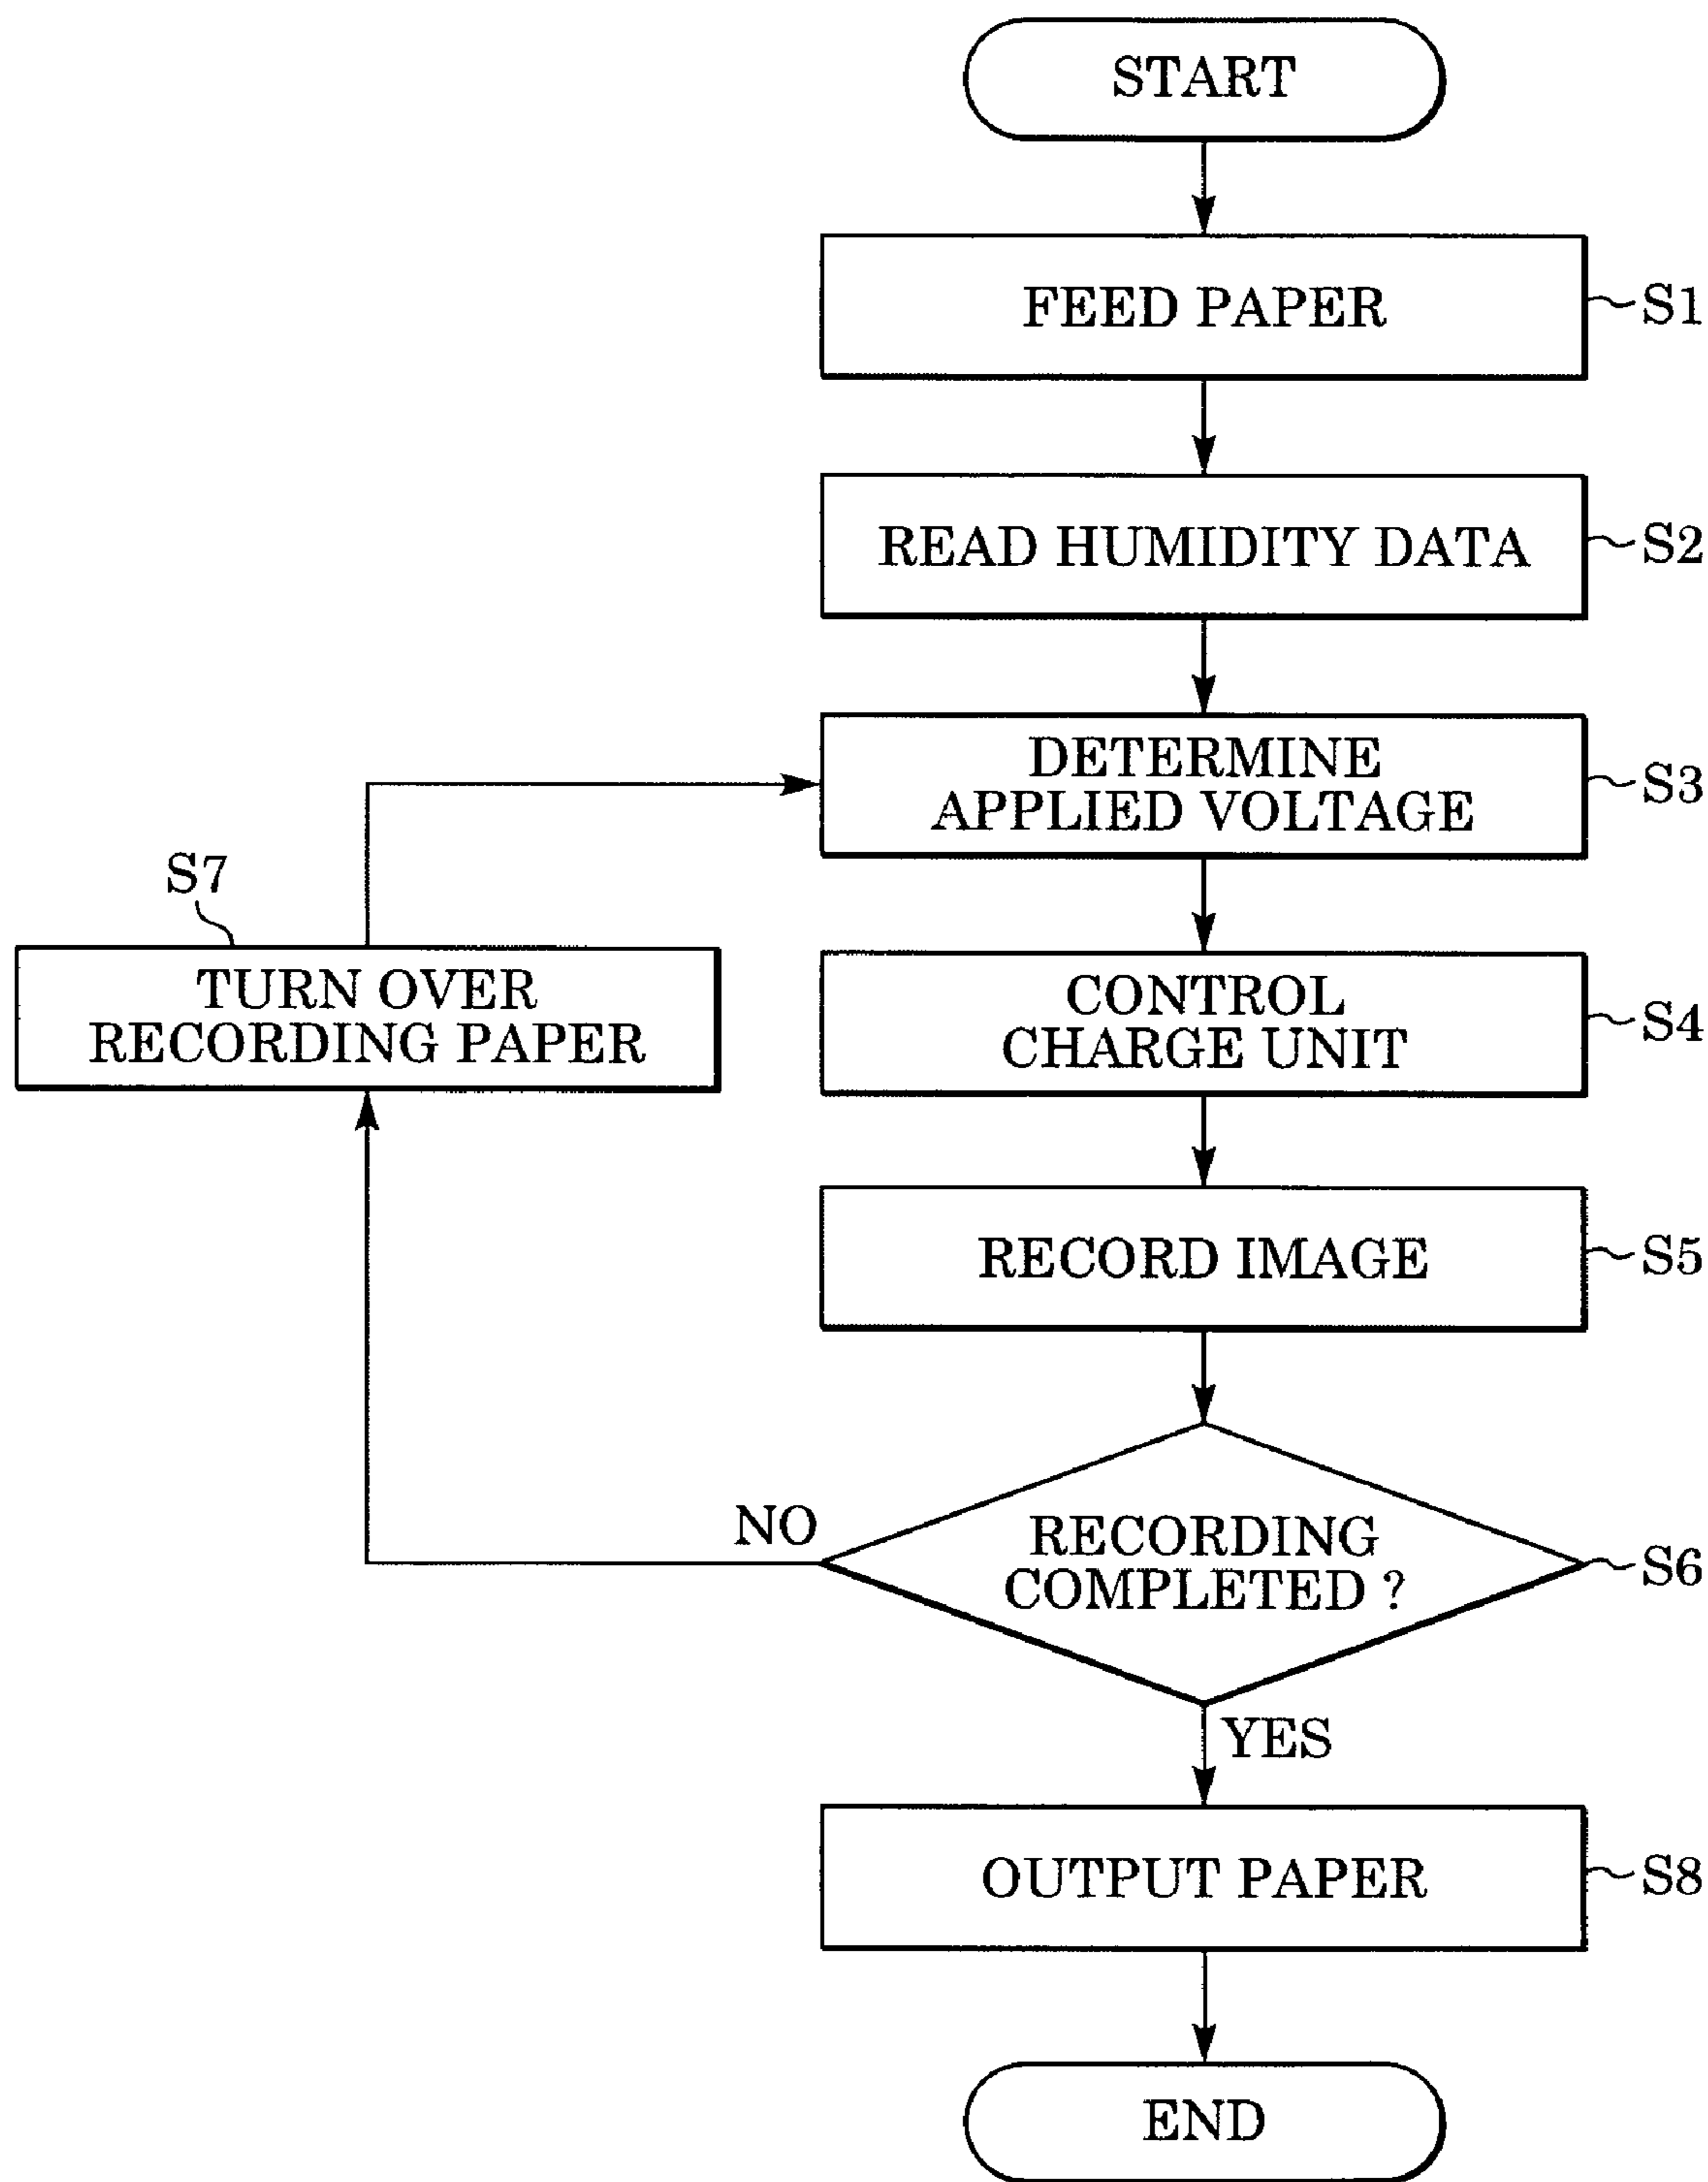 START
FEED PAPER
S1
READ HUMIDITY DATA
S2
DETERMINE
APPLIED VOLTAGE
S3
S7
TURN OVER
RECORDING PAPER
CONTROL
CHARGE UNIT
S4
RECORD IMAGE
S5
NO
RECORDING
COMPLETED ?
S6
YES
OUTPUT PAPER
S8
END